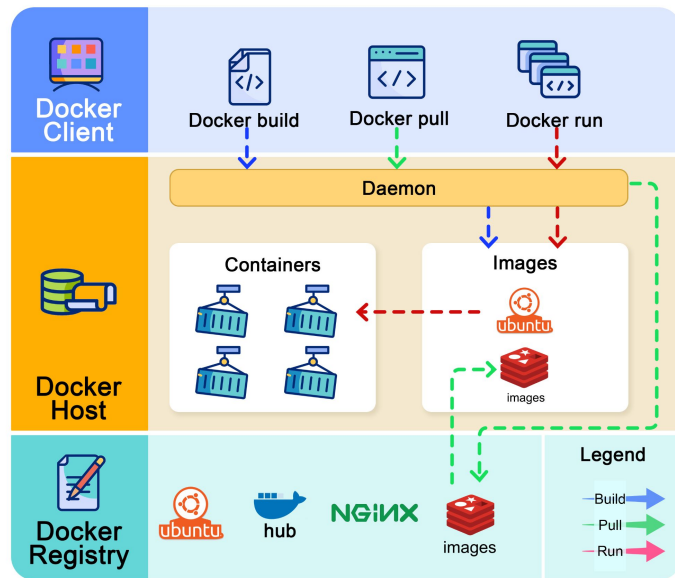 Docker
Client
Docker build
Docker pull
Docker run
Daemon
Docker
Host
Containers
Images
ubuntu
images
Docker
Registry
ubuntu
hub
NGINX
images
Legend
Build
Pull
Run